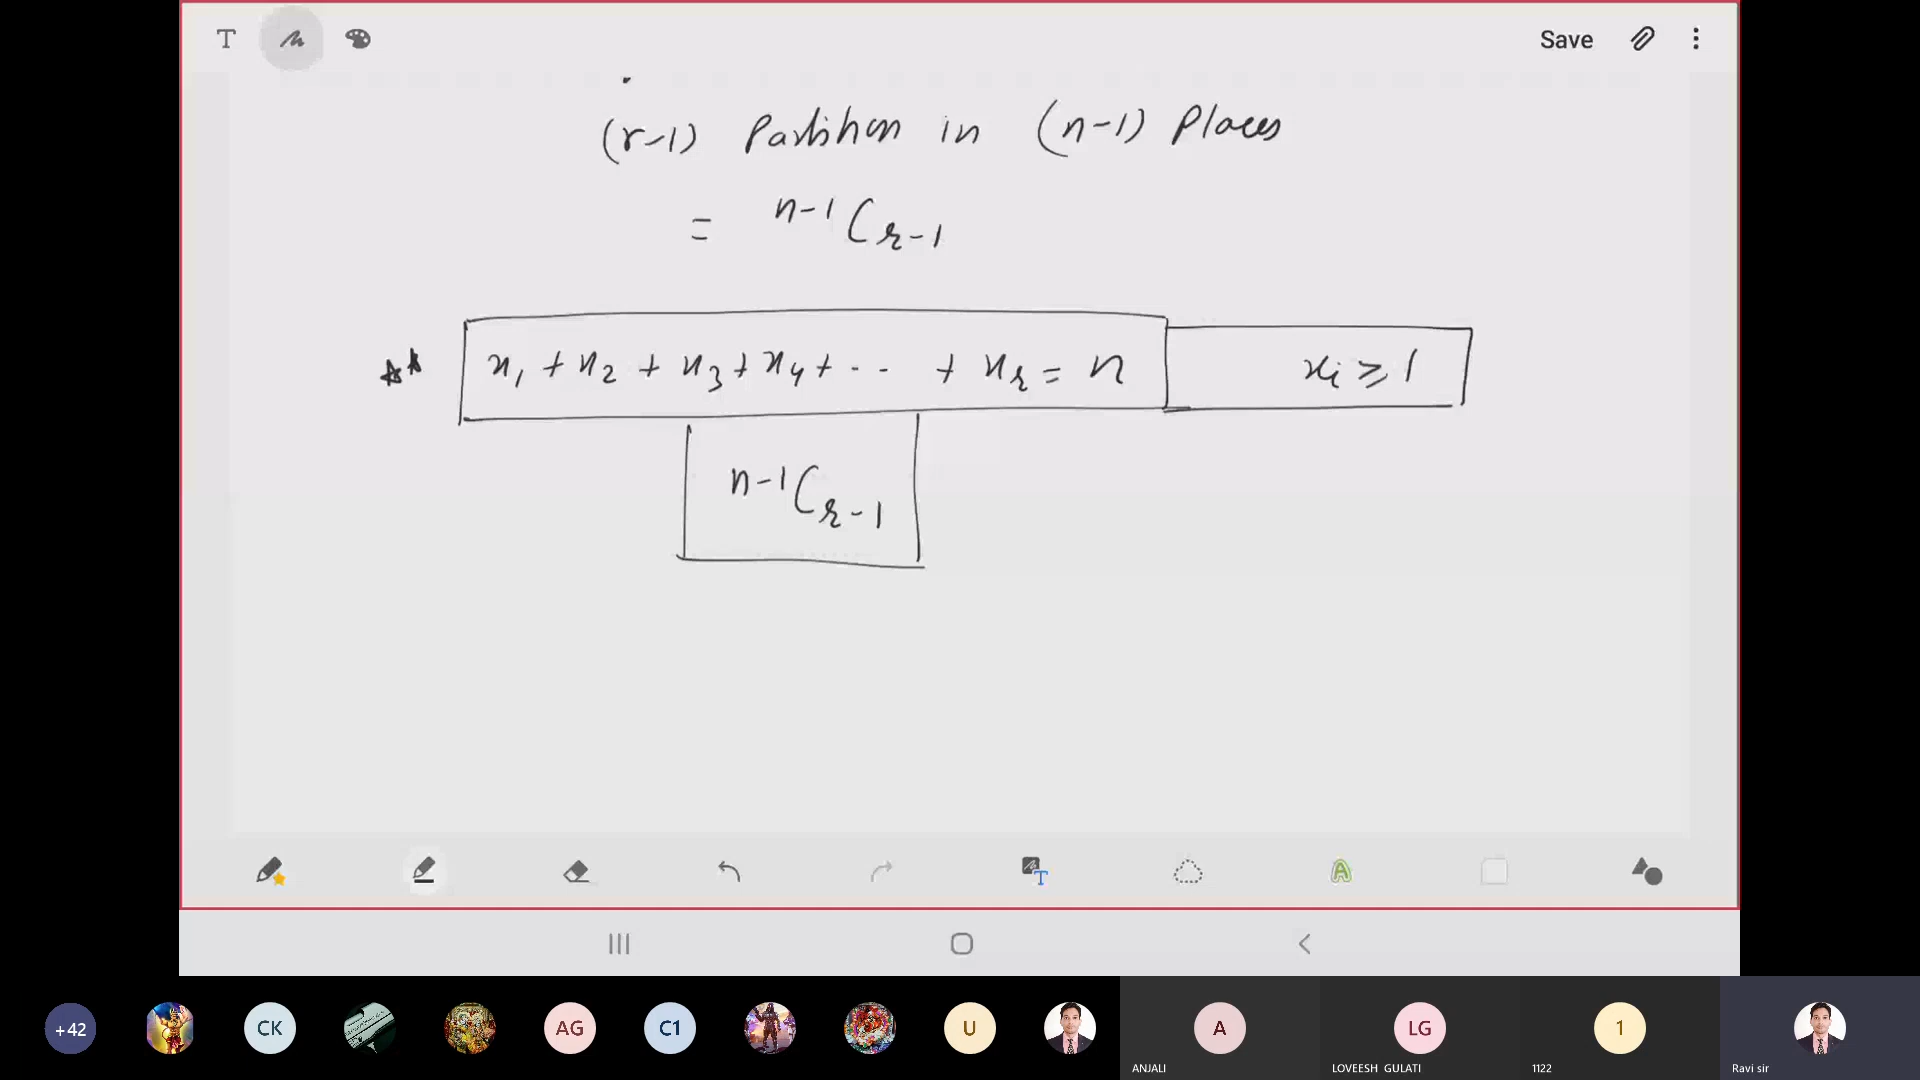 T Save
(r-1) Partition in (n-1) Places
= n-1Cr-1
** x1 + x2 + x3 + x4 + -- + xr = n xi ≥ 1
n-1Cr-1
T A
+42 CK AG C1 U A LG 1
ANJALI LOVEESH GULATI 1122 Ravi sir